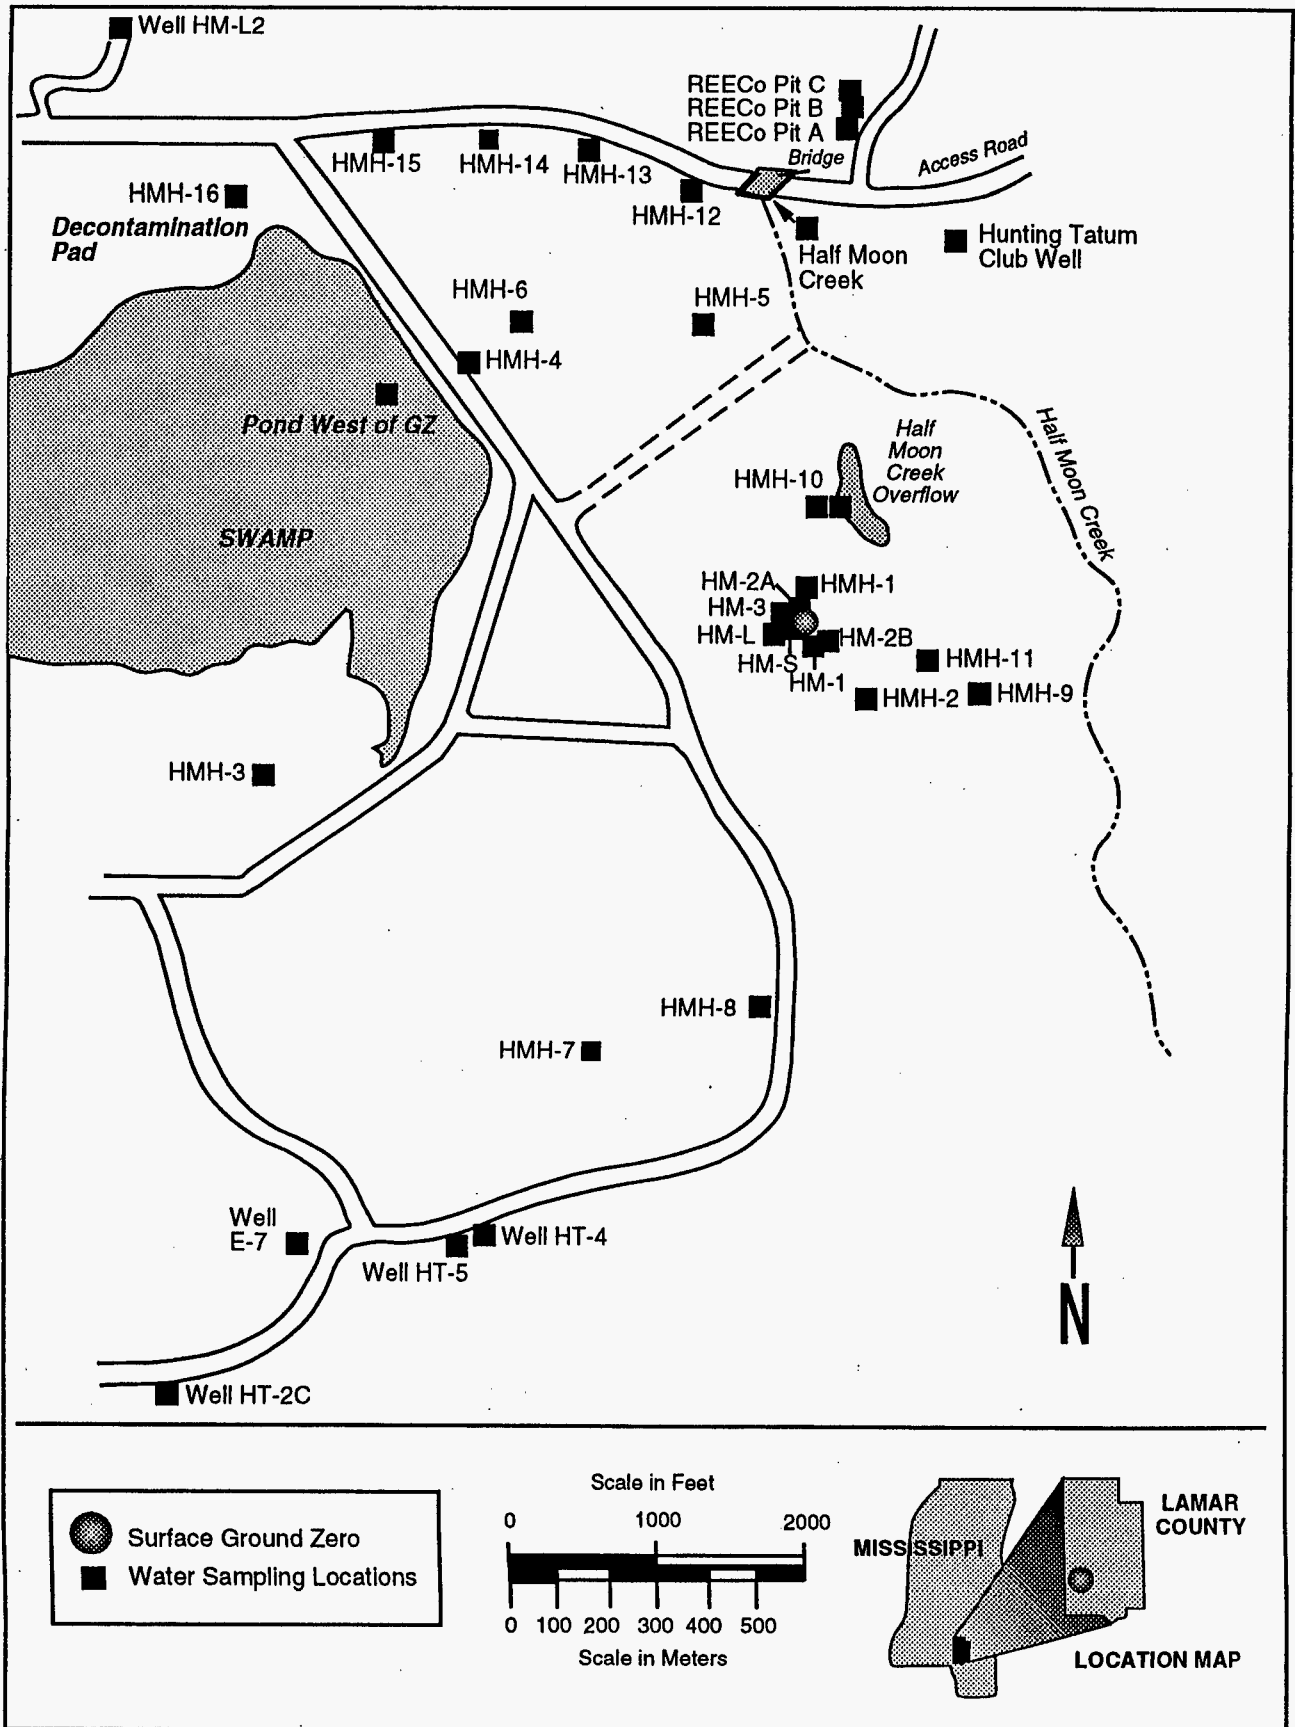 Well HM-L2
REECo Pit C
REECo Pit B
REECo Pit A
Bridge
Access Road
HMH-15
HMH-14
HMH-13
HMH-12
HMH-16
Decontamination
Pad
Half Moon
Creek
Hunting Tatum
Club Well
HMH-6
HMH-5
HMH-4
Pond West of GZ
Half
Moon
Creek
Overflow
Half Moon Creek
HMH-10
SWAMP
HM-2A
HMH-1
HM-3
HM-L
HM-2B
HM-S
HM-1
HMH-11
HMH-2
HMH-9
HMH-3
HMH-8
HMH-7
Well
E-7
Well HT-4
Well HT-5
N
Well HT-2C
Surface Ground Zero
Water Sampling Locations
Scale in Feet
0 1000 2000
0 100 200 300 400 500
Scale in Meters
MISSISSIPPI
LAMAR
COUNTY
LOCATION MAP